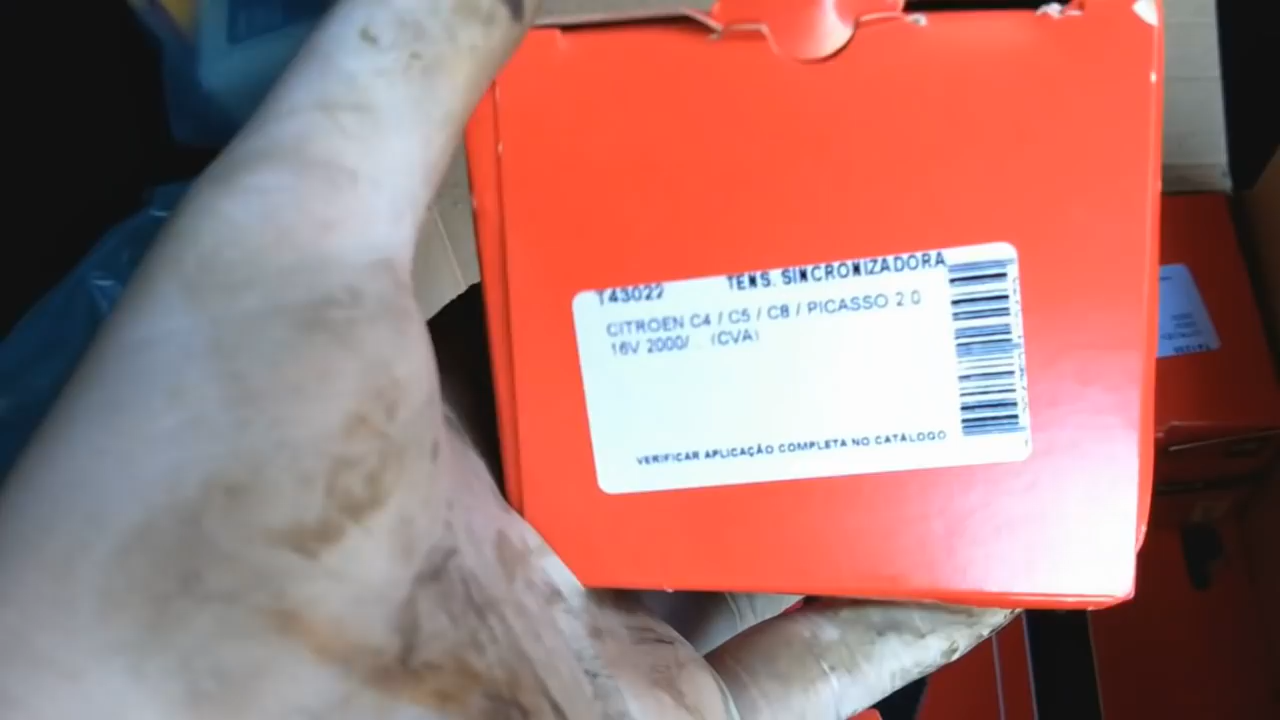 T43022 TENS. SINCRONIZADORA
CITROEN C4 / C5 / C8 / PICASSO 2.0
16V 2000/... (CVA)
VERIFICAR APLICAÇÃO COMPLETA NO CATÁLOGO